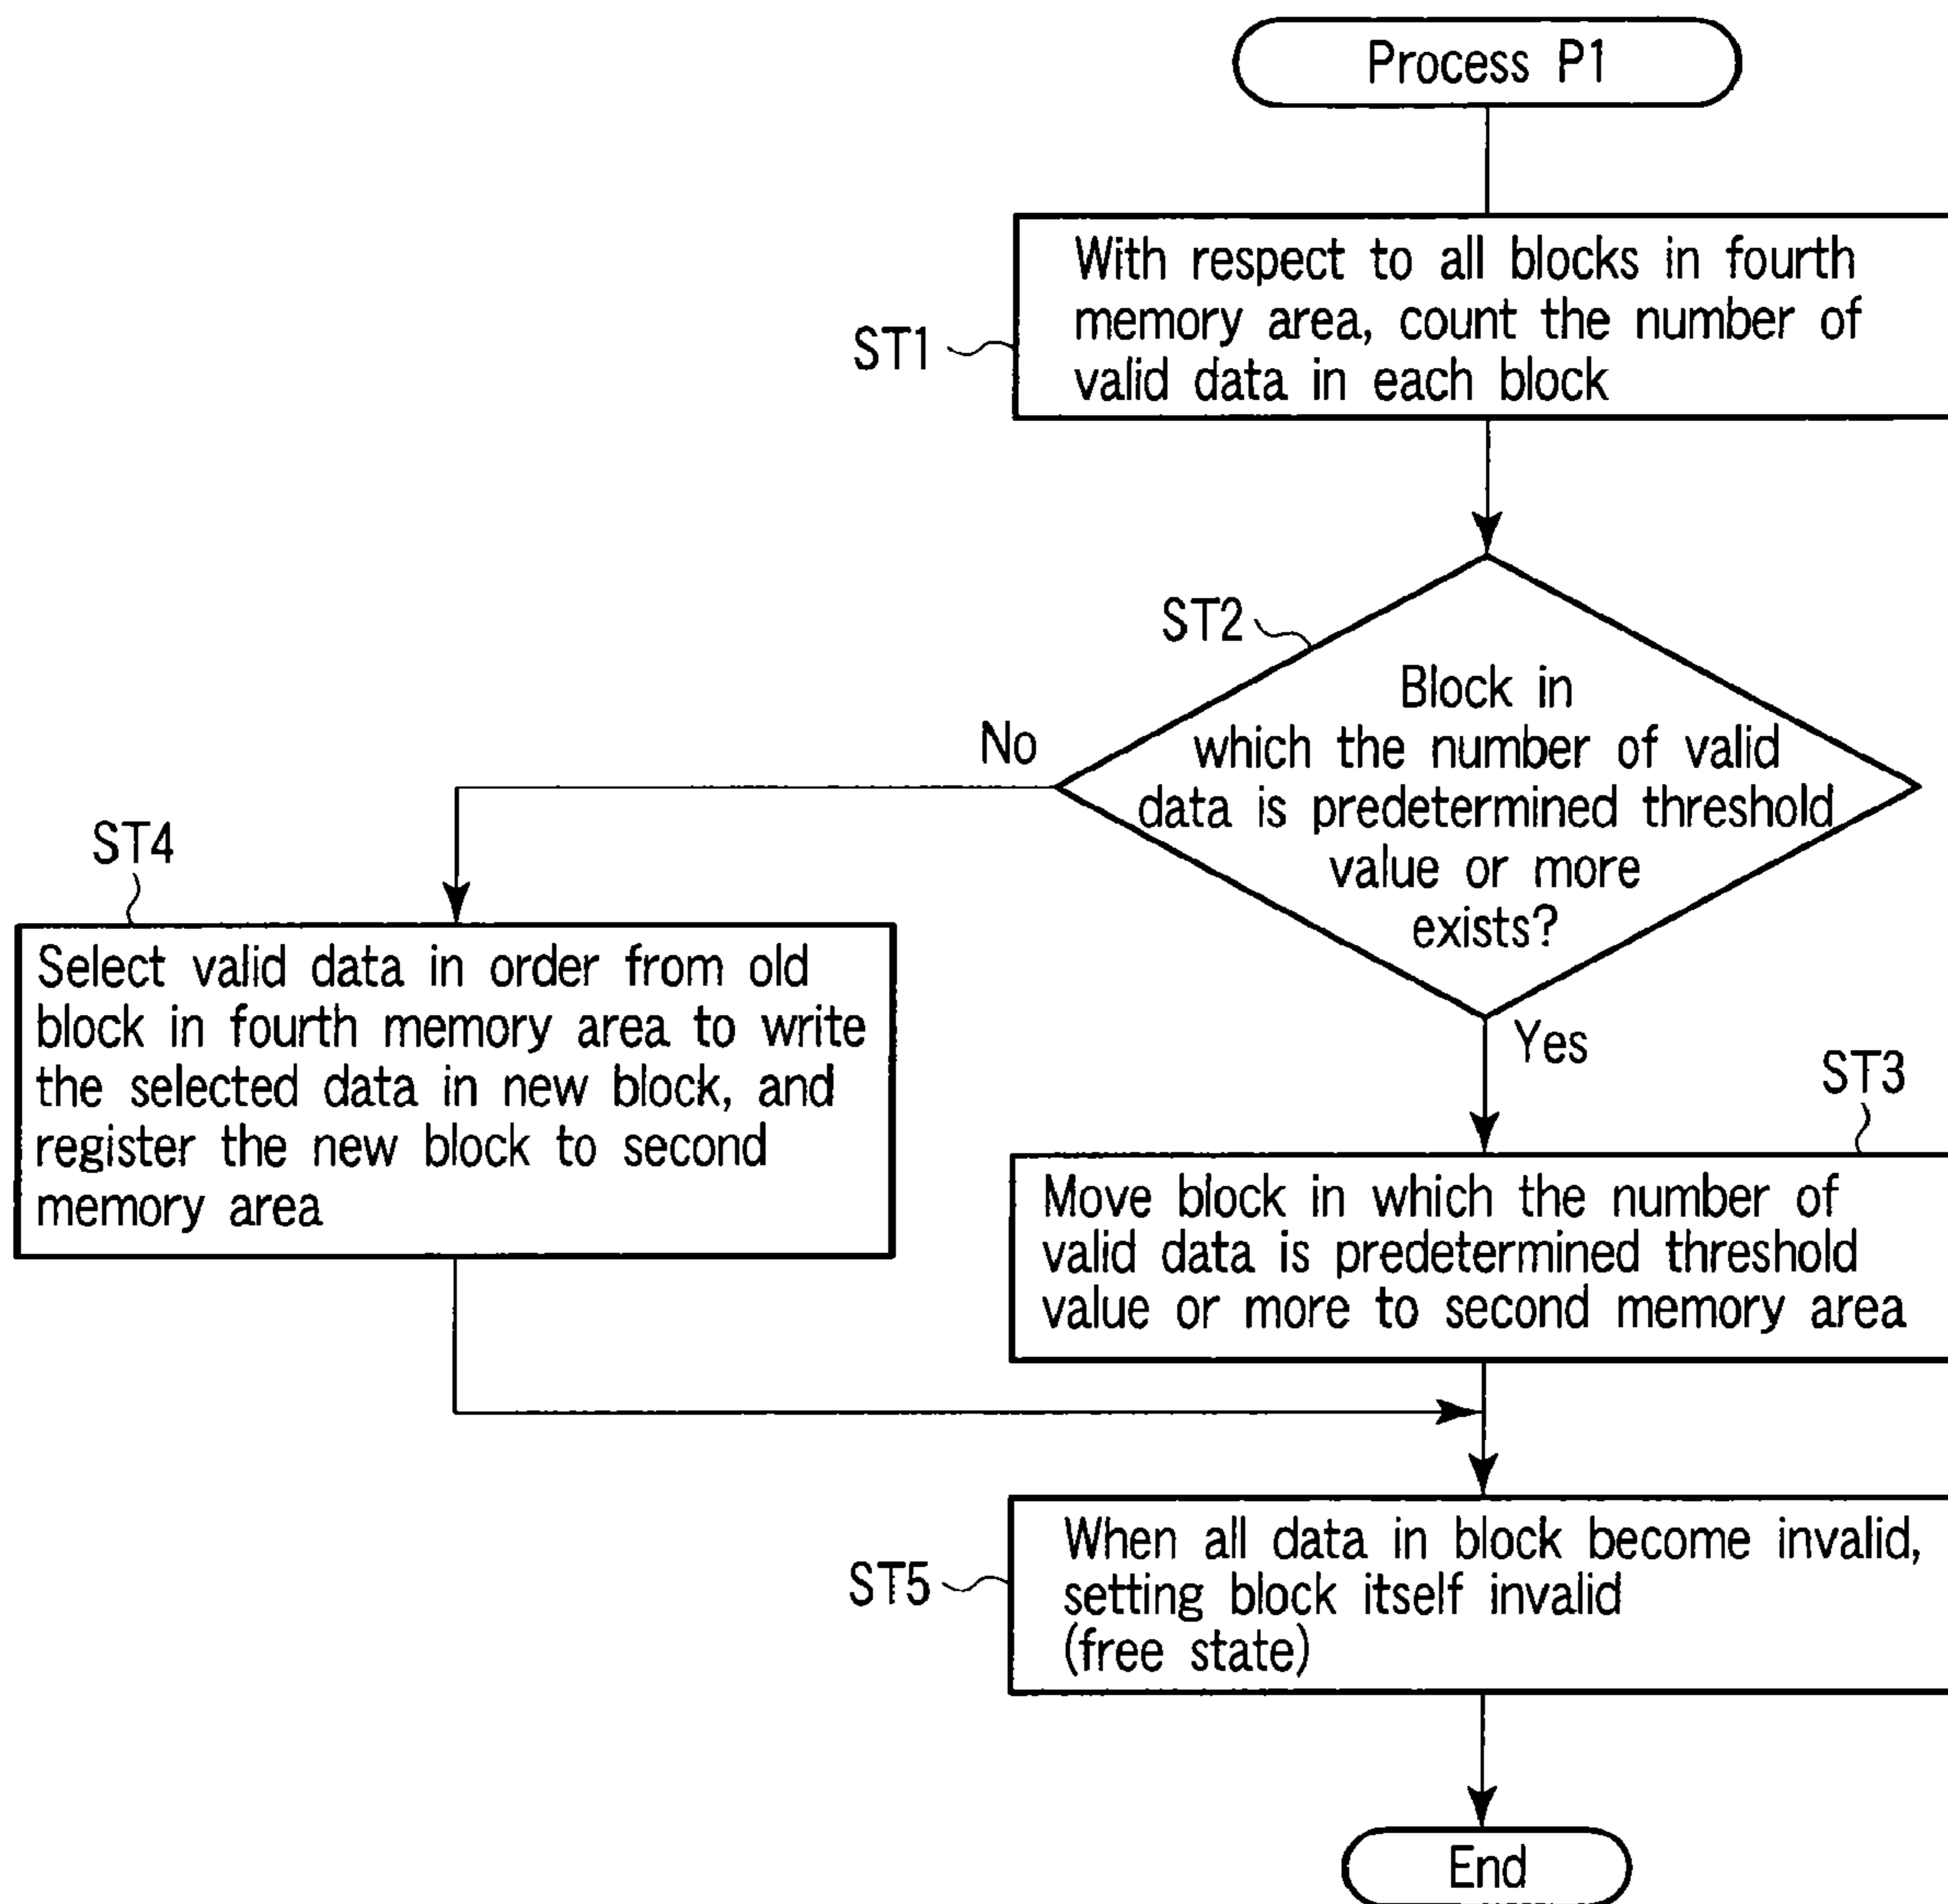 Process P1
With respect to all blocks in fourth
memory area, count the number of
valid data in each block
ST1
ST2
Block in
which the number of valid
data is predetermined threshold
value or more
exists?
No
Yes
ST4
Select valid data in order from old
block in fourth memory area to write
the selected data in new block, and
register the new block to second
memory area
ST3
Move block in which the number of
valid data is predetermined threshold
value or more to second memory area
ST5
When all data in block become invalid,
setting block itself invalid
(free state)
End